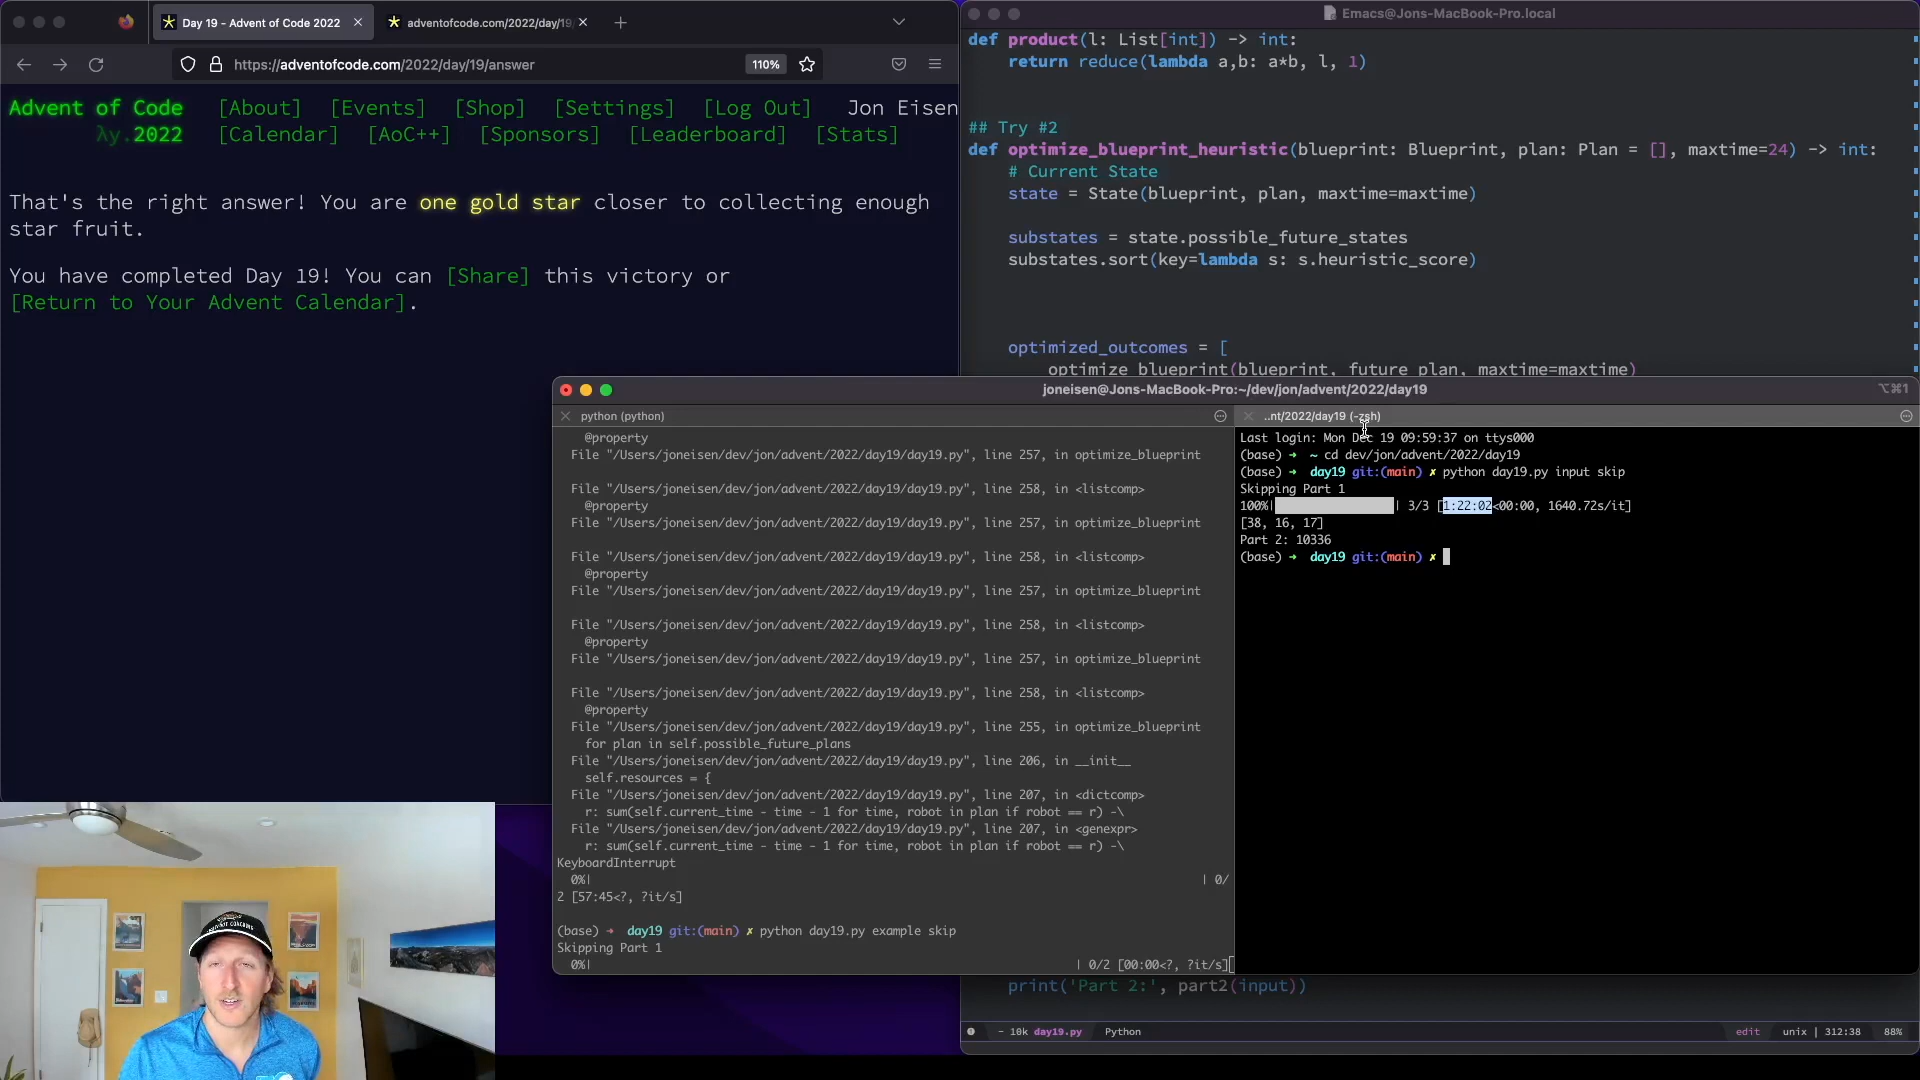 Day 19 - Advent of Code 2022
adventofcode.com/2022/day/19
https://adventofcode.com/2022/day/19/answer
110%
Advent of Code [About] [Events] [Shop] [Settings] [Log Out] Jon Eisen
λy.2022 [Calendar] [AoC++] [Sponsors] [Leaderboard] [Stats]
That's the right answer! You are one gold star closer to collecting enough
star fruit.
You have completed Day 19! You can [Share] this victory or
[Return to Your Advent Calendar].
Emacs@Jons-MacBook-Pro.local
def product(l: List[int]) -> int:
return reduce(lambda a,b: a*b, l, 1)
## Try #2
def optimize_blueprint_heuristic(blueprint: Blueprint, plan: Plan = [], maxtime=24) -> int:
# Current State
state = State(blueprint, plan, maxtime=maxtime)
substates = state.possible_future_states
substates.sort(key=lambda s: s.heuristic_score)
optimized_outcomes = [
optimize_blueprint(blueprint, future_plan, maxtime=maxtime)
joneisen@Jons-MacBook-Pro:~/dev/jon/advent/2022/day19
⌥⌘1
python (python)
@property
File "/Users/joneisen/dev/jon/advent/2022/day19/day19.py", line 257, in optimize_blueprint
File "/Users/joneisen/dev/jon/advent/2022/day19/day19.py", line 258, in <listcomp>
@property
File "/Users/joneisen/dev/jon/advent/2022/day19/day19.py", line 257, in optimize_blueprint
File "/Users/joneisen/dev/jon/advent/2022/day19/day19.py", line 258, in <listcomp>
@property
File "/Users/joneisen/dev/jon/advent/2022/day19/day19.py", line 257, in optimize_blueprint
File "/Users/joneisen/dev/jon/advent/2022/day19/day19.py", line 258, in <listcomp>
@property
File "/Users/joneisen/dev/jon/advent/2022/day19/day19.py", line 257, in optimize_blueprint
File "/Users/joneisen/dev/jon/advent/2022/day19/day19.py", line 258, in <listcomp>
@property
File "/Users/joneisen/dev/jon/advent/2022/day19/day19.py", line 255, in optimize_blueprint
for plan in self.possible_future_plans
File "/Users/joneisen/dev/jon/advent/2022/day19/day19.py", line 206, in __init__
self.resources = {
File "/Users/joneisen/dev/jon/advent/2022/day19/day19.py", line 207, in <dictcomp>
r: sum(self.current_time - time - 1 for time, robot in plan if robot == r) -\
File "/Users/joneisen/dev/jon/advent/2022/day19/day19.py", line 207, in <genexpr>
r: sum(self.current_time - time - 1 for time, robot in plan if robot == r) -\
KeyboardInterrupt
0%| | 0/
2 [57:45<?, ?it/s]
(base) ➜ day19 git:(main) ✗ python day19.py example skip
Skipping Part 1
0%| | 0/2 [00:00<?, ?it/s]
..nt/2022/day19 (-zsh)
Last login: Mon Dec 19 09:59:37 on ttys000
(base) ➜ ~ cd dev/jon/advent/2022/day19
(base) ➜ day19 git:(main) ✗ python day19.py input skip
Skipping Part 1
100%| | 3/3 [1:22:02<00:00, 1640.72s/it]
[38, 16, 17]
Part 2: 10336
(base) ➜ day19 git:(main) ✗
print('Part 2:', part2(input))
- 10k day19.py Python edit unix | 312:38 88%